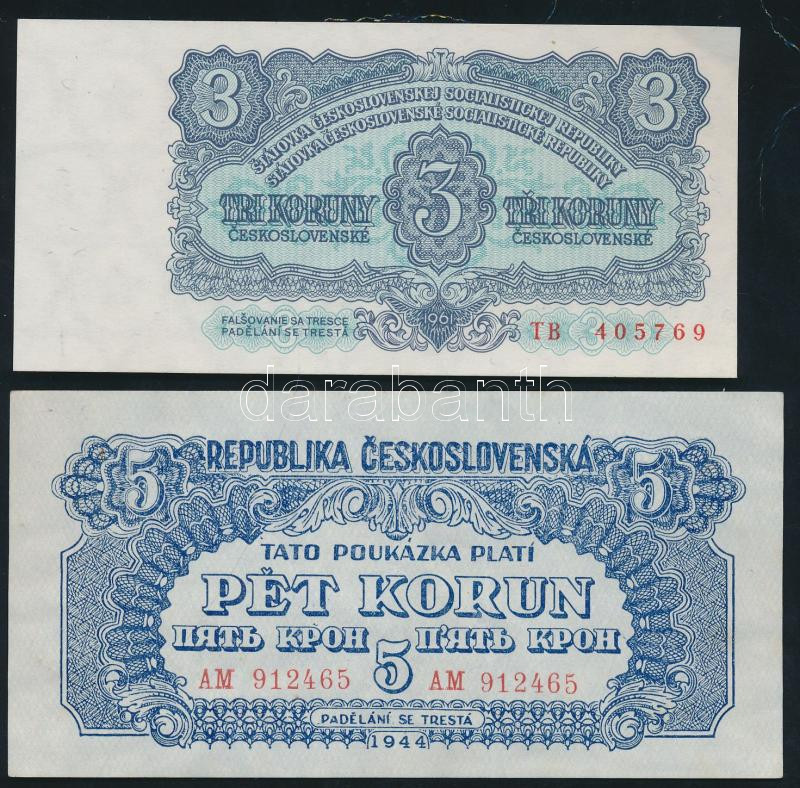 3
3
ŠTÁTOVKA ČESKOSLOVENSKEJ SOCIALISTICKEJ REPUBLIKY
STÁTOVKA ČESKOSLOVENSKÉ SOCIALISTICKÉ REPUBLIKY
TRI KORUNY 3 TŘI KORUNY
ČESKOSLOVENSKÉ ČESKOSLOVENSKÉ
FALŠOVANIE SA TRESCE
PADĚLÁNÍ SE TRESTÁ
1961
TB 405769
darabanth
5 REPUBLIKA ČESKOSLOVENSKÁ 5
TATO POUKÁZKA PLATÍ
PĚT KORUN
ПЯТЬ КРОН 5 П'ЯТЬ КРОН
AM 912465 AM 912465
PADĚLÁNÍ SE TRESTÁ
1944